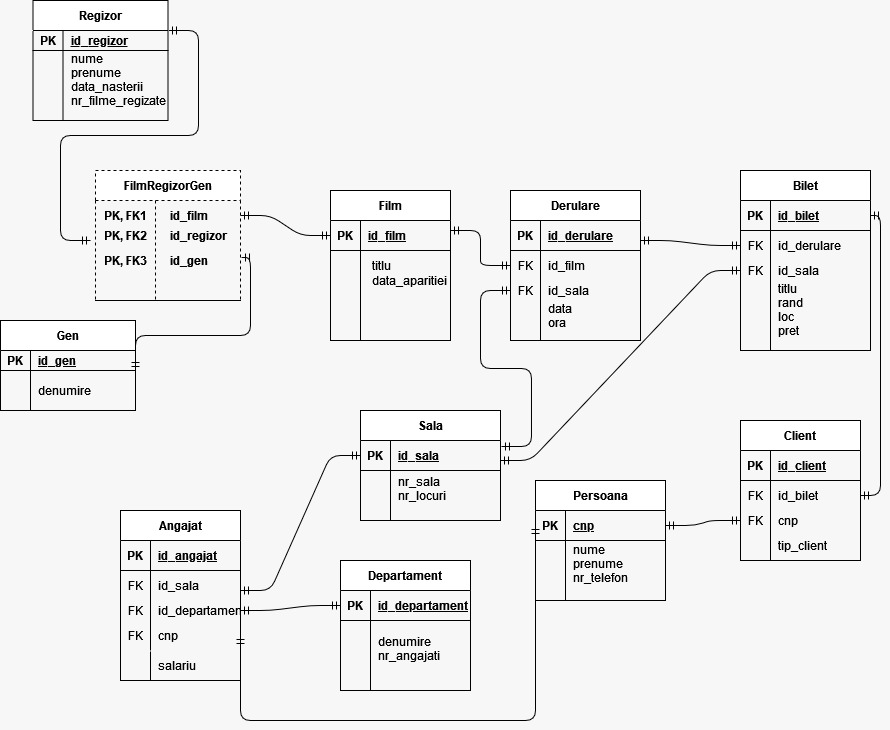 Regizor
PK id_regizor
nume
prenume
data_nasterii
nr_filme_regizate
FilmRegizorGen
PK, FK1 id_film
PK, FK2 id_regizor
PK, FK3 id_gen
Film
PK id_film
titlu
data_aparitiei
Derulare
PK id_derulare
FK id_film
FK id_sala
data
ora
Bilet
PK id_bilet
FK id_derulare
FK id_sala
titlu
rand
loc
pret
Gen
PK id_gen
denumire
Sala
PK id_sala
nr_sala
nr_locuri
Client
PK id_client
FK id_bilet
FK cnp
tip_client
Persoana
PK cnp
nume
prenume
nr_telefon
Angajat
PK id_angajat
FK id_sala
FK id_departamen
FK cnp
salariu
Departament
PK id_departament
denumire
nr_angajati